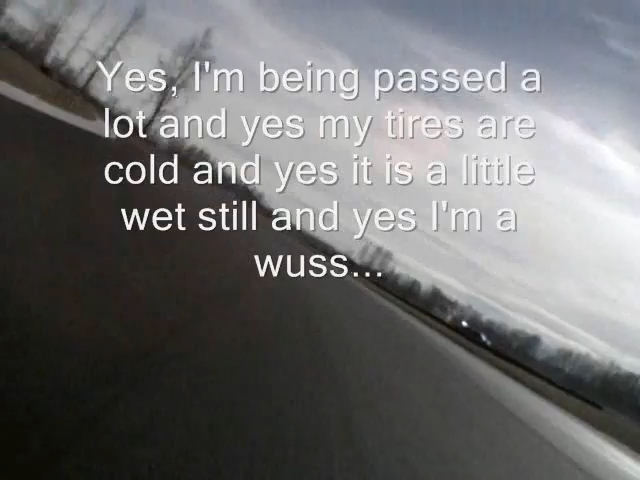 Yes, I'm being passed a
lot and yes my tires are
cold and yes it is a little
wet still and yes I'm a
wuss...